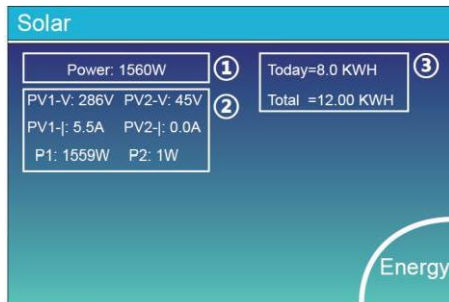 Solar
Power: 1560W
①
PV1-V: 286V PV2-V: 45V
②
PV1-|: 5.5A PV2-|: 0.0A
P1: 1559W P2: 1W
Today=8.0 KWH
③
Total =12.00 KWH
Energy